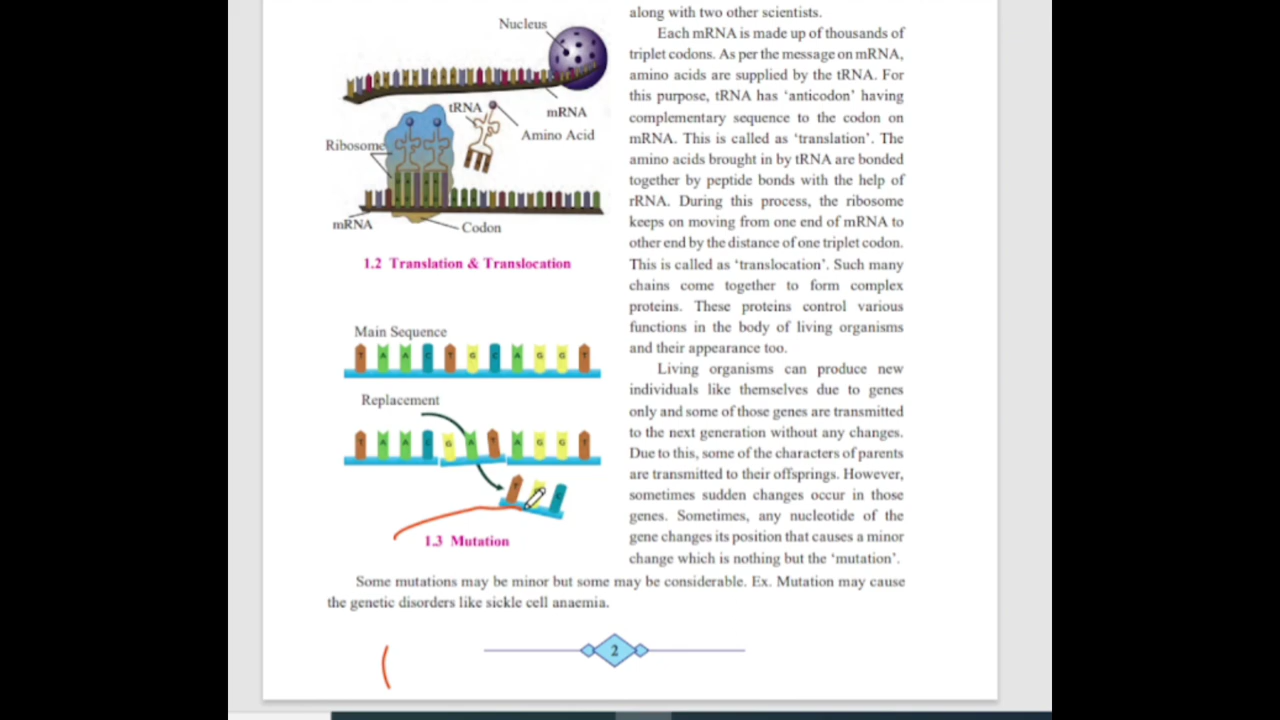 Nucleus
mRNA
tRNA
Amino Acid
Ribosome
mRNA
Codon
1.2 Translation & Translocation
Main Sequence
T A A C T G C A G G T
Replacement
T A A C G A T A G G T
1.3 Mutation
along with two other scientists.
Each mRNA is made up of thousands of
triplet codons. As per the message on mRNA,
amino acids are supplied by the tRNA. For
this purpose, tRNA has ‘anticodon’ having
complementary sequence to the codon on
mRNA. This is called as ‘translation’. The
amino acids brought in by tRNA are bonded
together by peptide bonds with the help of
rRNA. During this process, the ribosome
keeps on moving from one end of mRNA to
other end by the distance of one triplet codon.
This is called as ‘translocation’. Such many
chains come together to form complex
proteins. These proteins control various
functions in the body of living organisms
and their appearance too.
Living organisms can produce new
individuals like themselves due to genes
only and some of those genes are transmitted
to the next generation without any changes.
Due to this, some of the characters of parents
are transmitted to their offsprings. However,
sometimes sudden changes occur in those
genes. Sometimes, any nucleotide of the
gene changes its position that causes a minor
change which is nothing but the ‘mutation’.
Some mutations may be minor but some may be considerable. Ex. Mutation may cause
the genetic disorders like sickle cell anaemia.
2